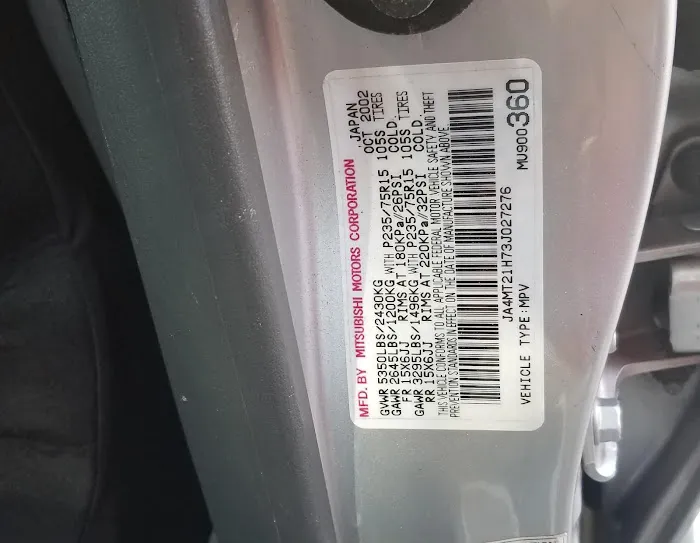 MFD. BY MITSUBISHI MOTORS CORPORATION JAPAN
OCT 2002
GVWR 5350LBS/2430KG
GAWR 2645LBS/1200KG WITH P235/75R15 105S TIRES
FR 15X6JJ RIMS AT 180KPa//26PSI COLD.
GAWR 3295LBS/1496KG WITH P235/75R15 105S TIRES
RR 15X6JJ RIMS AT 220KPa//32PSI COLD.
THIS VEHICLE CONFORMS TO ALL APPLICABLE FEDERAL MOTOR VEHICLE SAFETY AND THEFT
PREVENTION STANDARDS IN EFFECT ON THE DATE OF MANUFACTURE SHOWN ABOVE.
JA4MT21H73J027276
VEHICLE TYPE:MPV
MU900360